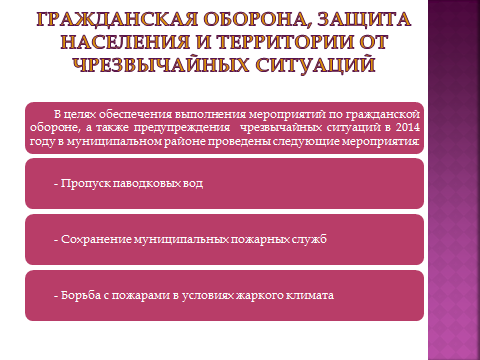 ГРАЖДАНСКАЯ ОБОРОНА, ЗАЩИТА
НАСЕЛЕНИЯ И ТЕРРИТОРИИ ОТ
ЧРЕЗВЫЧАЙНЫХ СИТУАЦИЙ
В целях обеспечения выполнения мероприятий по гражданской
обороне, а также предупреждения чрезвычайных ситуаций в 2014
году в муниципальном районе проведены следующие мероприятия:
- Пропуск паводковых вод
- Сохранение муниципальных пожарных служб
- Борьба с пожарами в условиях жаркого климата